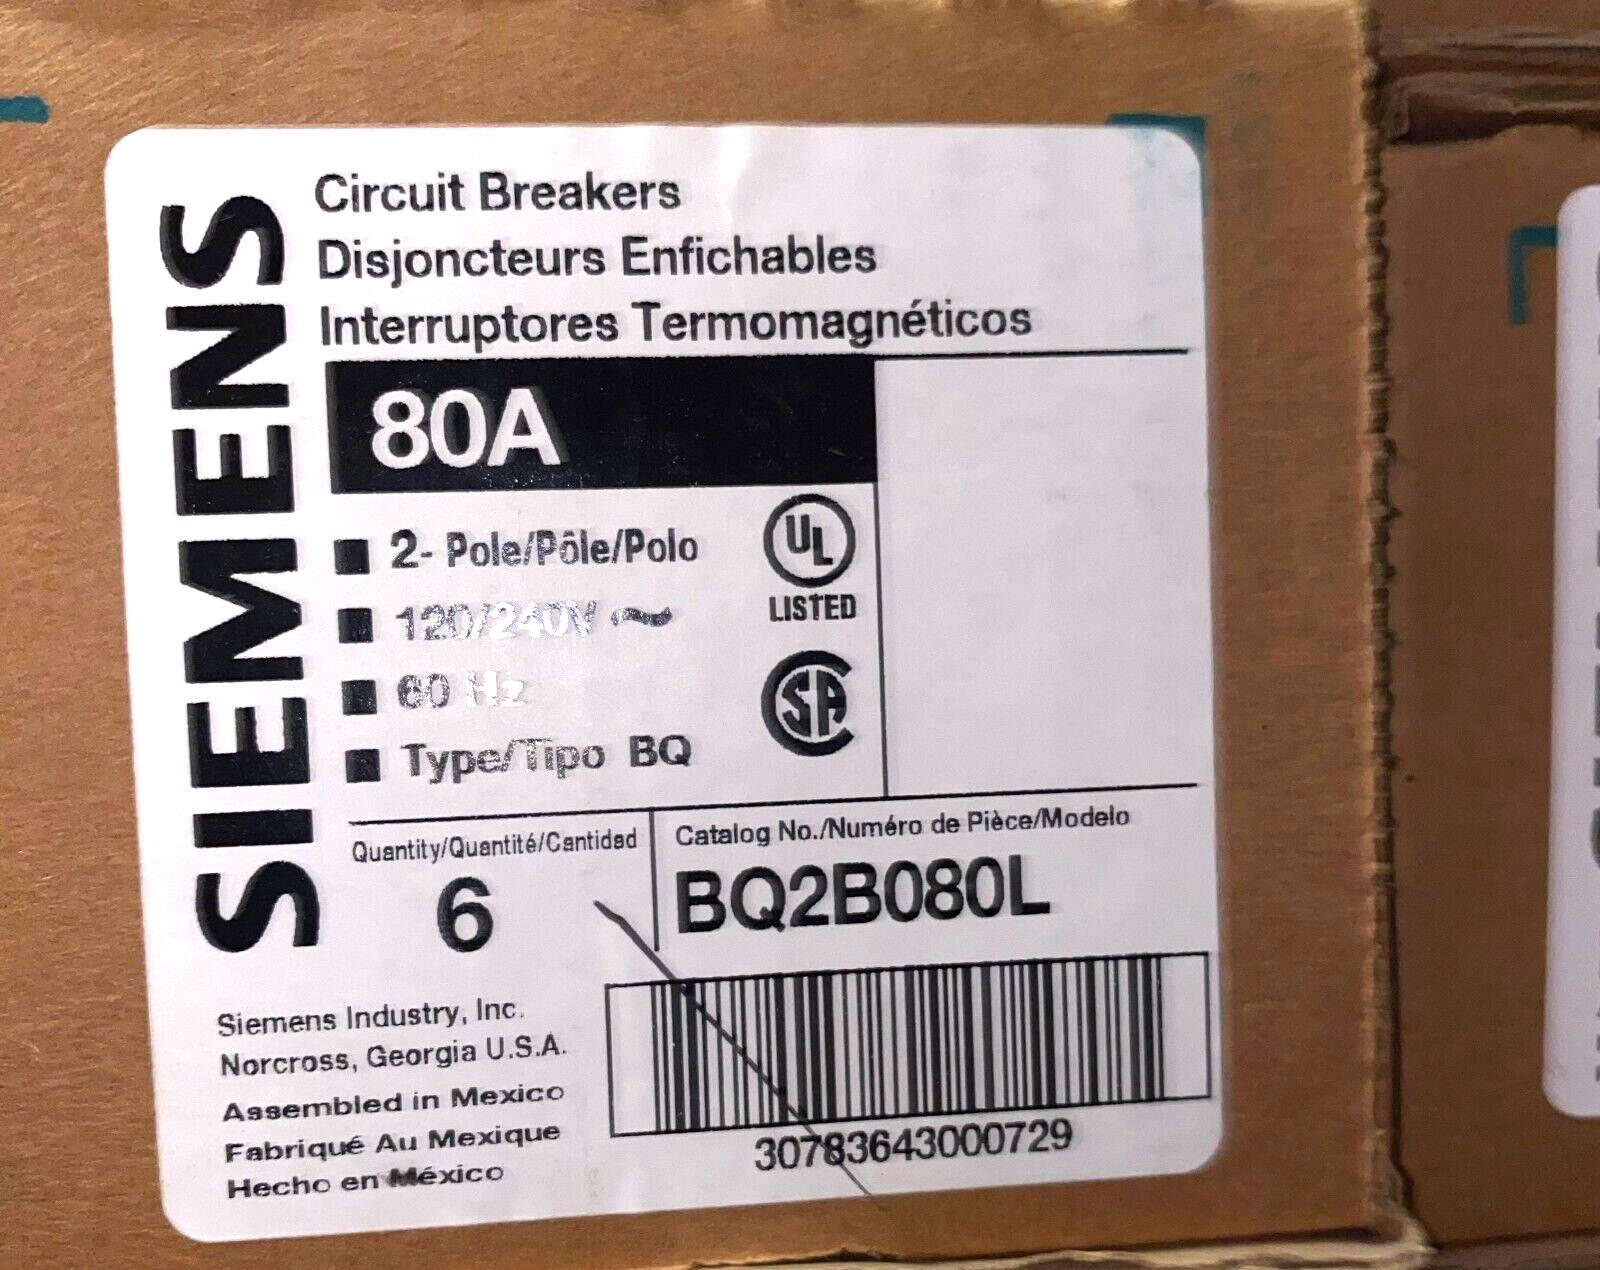 SIEMENS
Circuit Breakers
Disjoncteurs Enfichables
Interruptores Termomagnéticos
80A
2- Pole/Pôle/Polo
120/240V ~
60 Hz
Type/Tipo BQ
UL
LISTED
SA
Quantity/Quantité/Cantidad
6
Catalog No./Numéro de Pièce/Modelo
BQ2B080L
Siemens Industry, Inc.
Norcross, Georgia U.S.A.
Assembled in Mexico
Fabriqué Au Mexique
Hecho en México
30783643000729